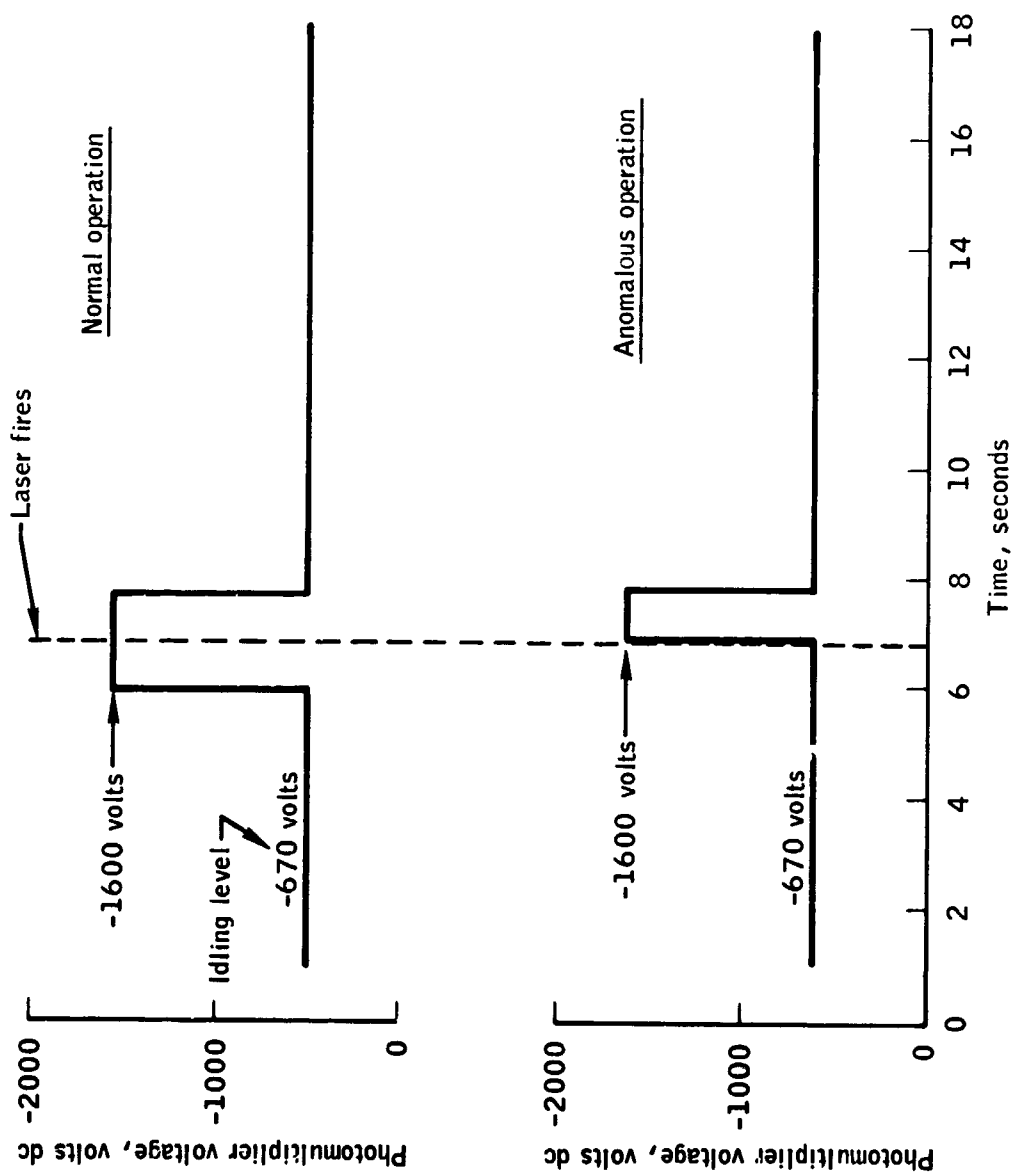 Laser fires
-2000
-1000
0
Photomultiplier voltage, volts dc
-1600 volts
Idling level
-670 volts
Normal operation
-2000
-1000
0
Photomultiplier voltage, volts dc
-1600 volts
-670 volts
Anomalous operation
0
2
4
6
8
10
12
14
16
18
Time, seconds